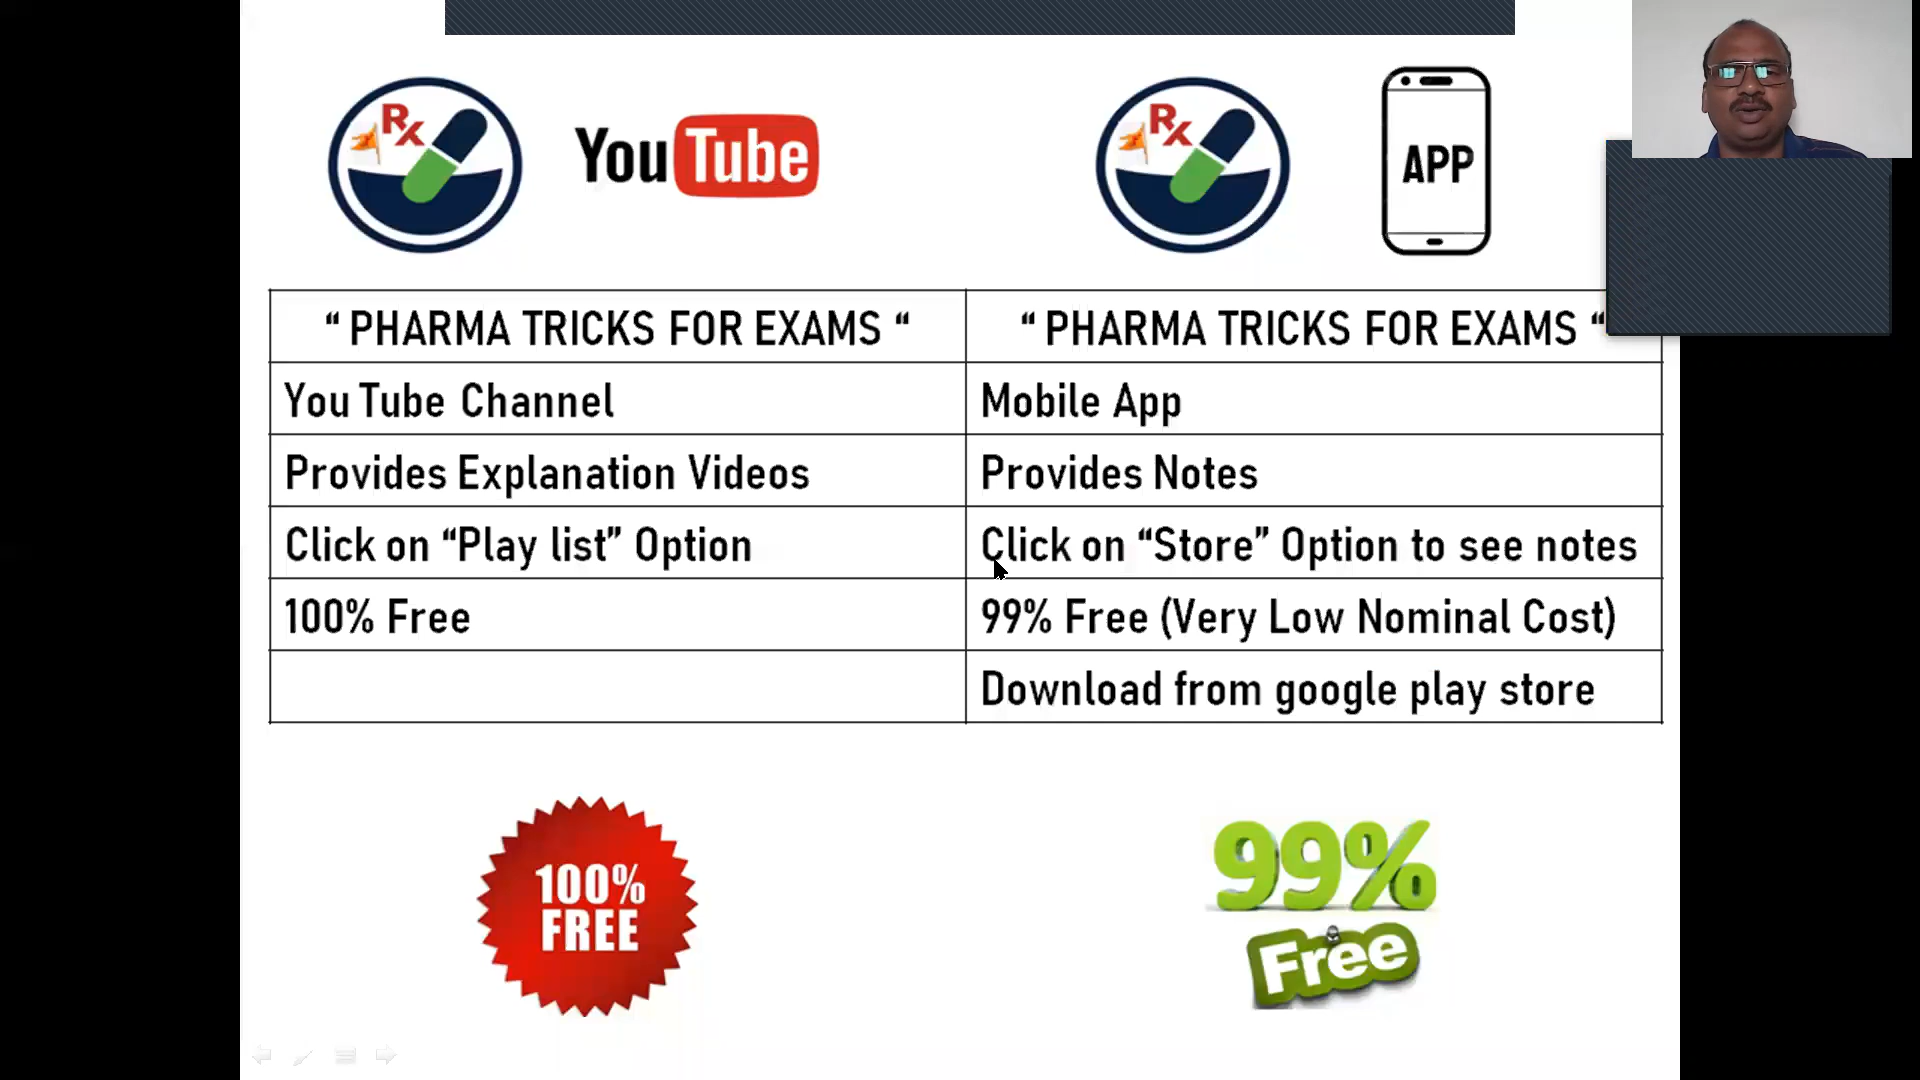 Rx
YouTube
Rx
APP
“ PHARMA TRICKS FOR EXAMS “
“ PHARMA TRICKS FOR EXAMS “
You Tube Channel
Mobile App
Provides Explanation Videos
Provides Notes
Click on “Play list” Option
Click on “Store” Option to see notes
100% Free
99% Free (Very Low Nominal Cost)
Download from google play store
100%
FREE
99%
Free